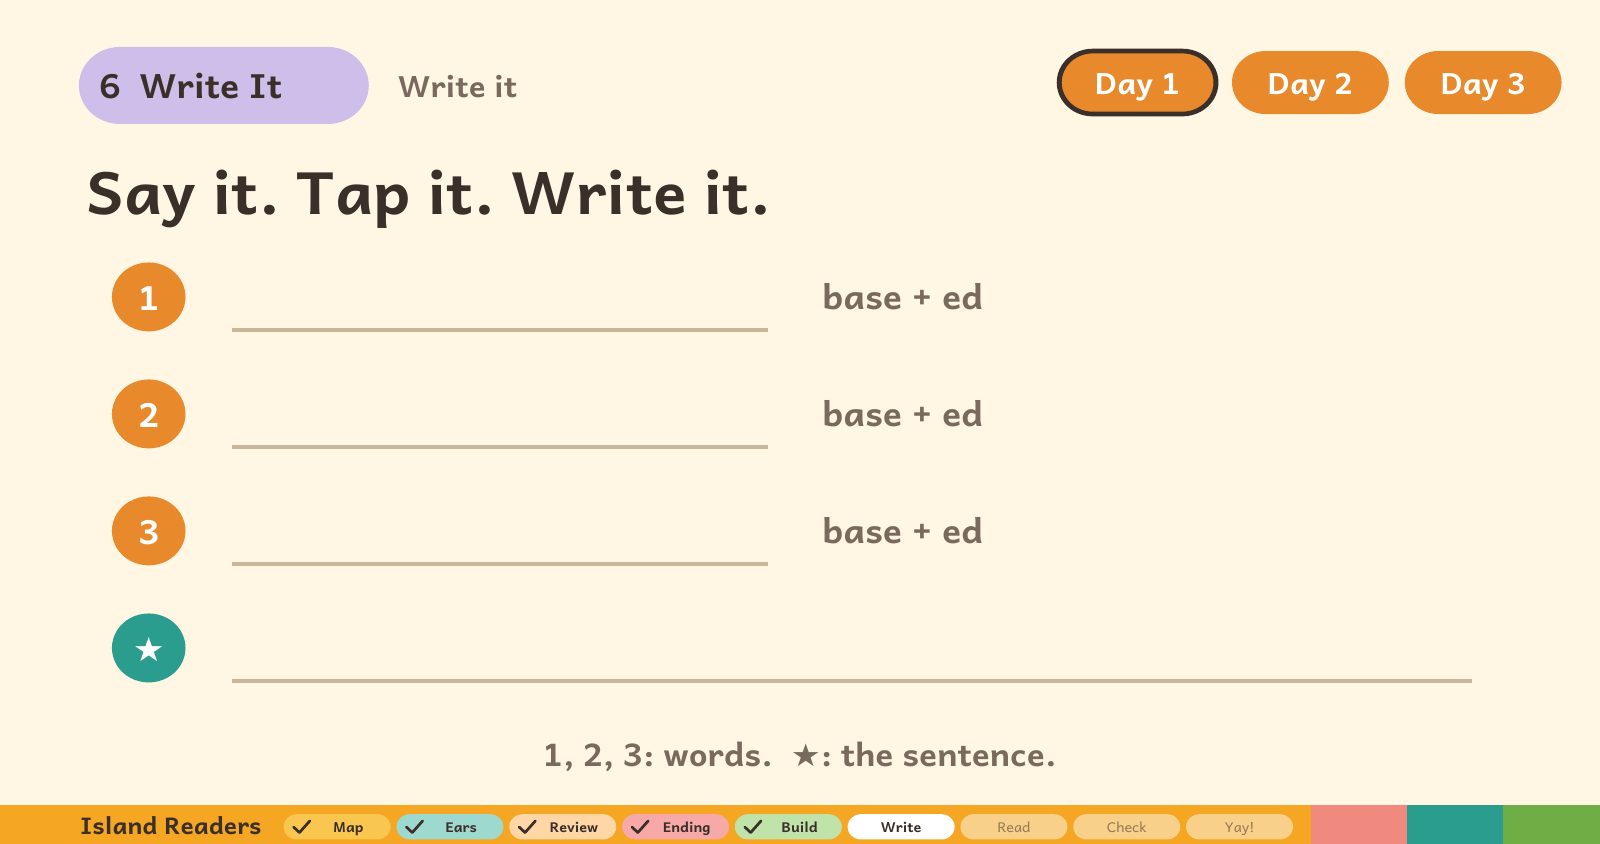 6 Write It
Write it
Day 1
Day 2
Day 3
Say it. Tap it. Write it.
1
base + ed
2
base + ed
3
base + ed
★
1, 2, 3: words. ★: the sentence.
Island Readers
✓ Map
✓ Ears
✓ Review
✓ Ending
✓ Build
Write
Read
Check
Yay!